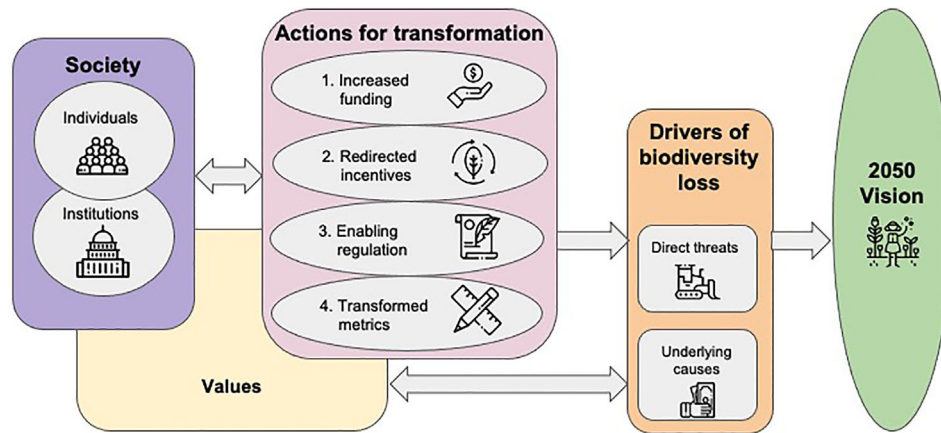 Society
Individuals
Institutions
Values
Actions for transformation
1. Increased
funding
2. Redirected
incentives
3. Enabling
regulation
4. Transformed
metrics
Drivers of
biodiversity
loss
Direct threats
Underlying
causes
2050
Vision